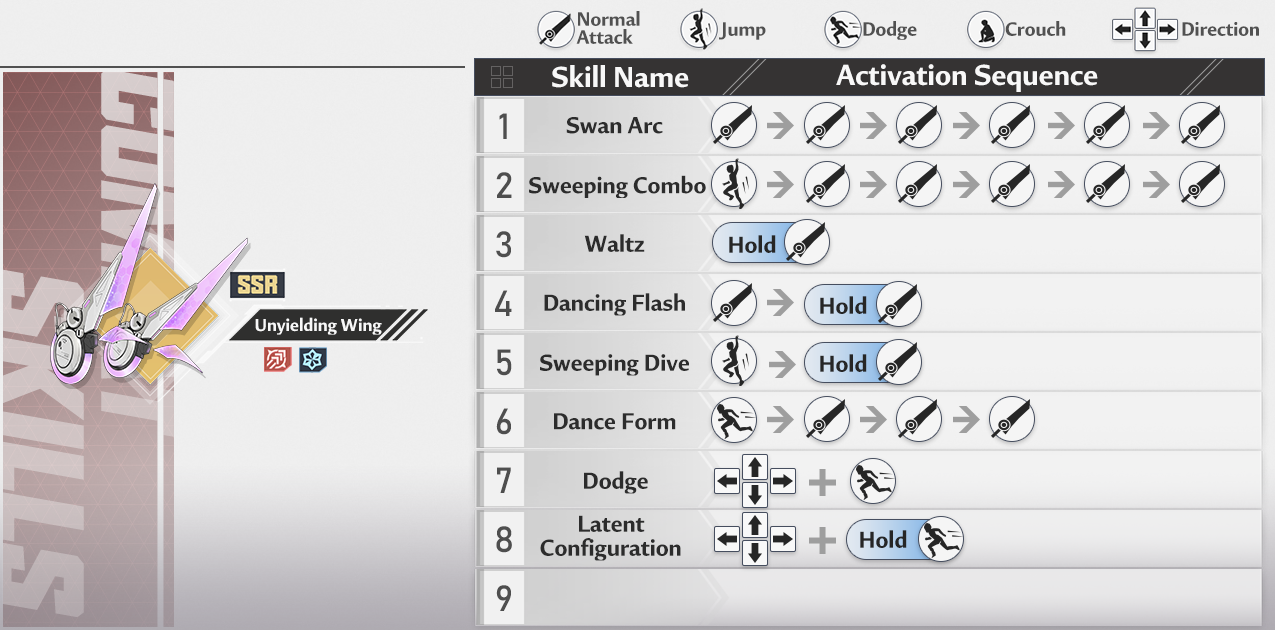 Normal
Attack
Jump
Dodge
Crouch
Direction
Skill Name
Activation Sequence
1
Swan Arc
2
Sweeping Combo
3
Waltz
Hold
4
Dancing Flash
Hold
5
Sweeping Dive
Hold
6
Dance Form
7
Dodge
8
Latent
Configuration
Hold
9
SSR
Unyielding Wing
SKILLS